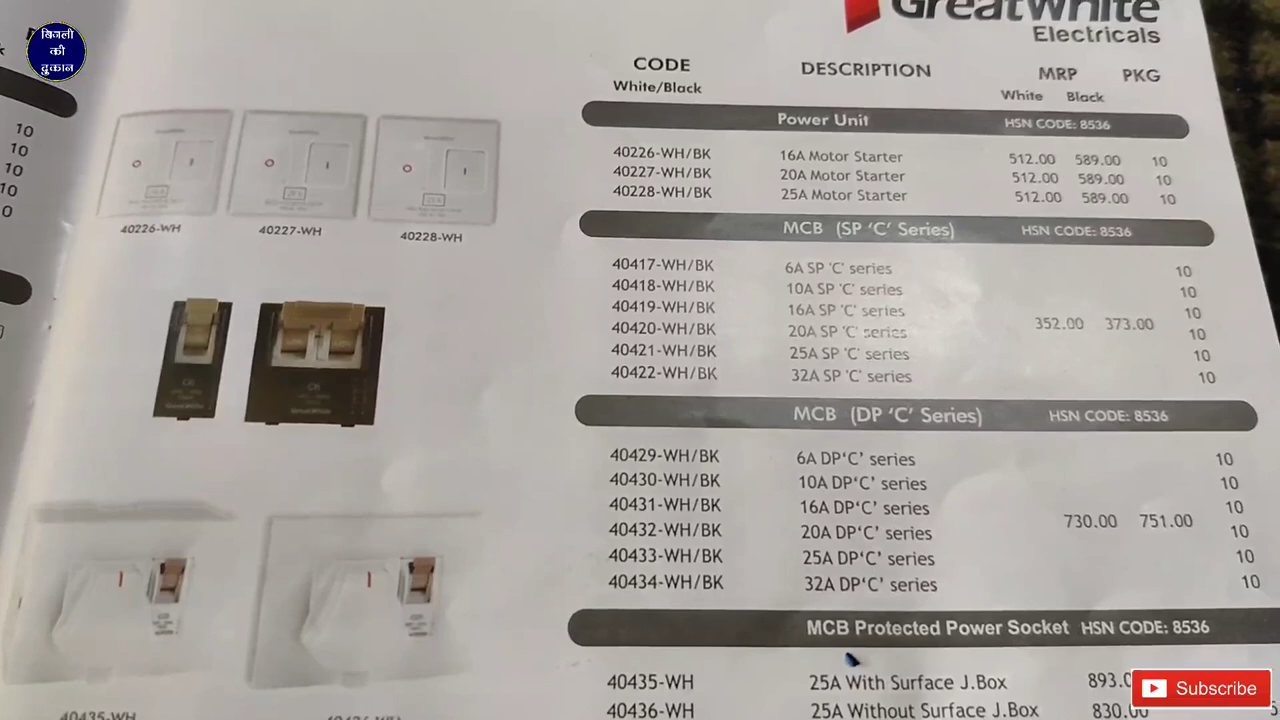 बिजली
की
दुकान
GreatWhite
Electricals
CODE DESCRIPTION MRP PKG
White/Black White Black
Power Unit HSN CODE: 8536
40226-WH/BK 16A Motor Starter 512.00 589.00 10
40227-WH/BK 20A Motor Starter 512.00 589.00 10
40228-WH/BK 25A Motor Starter 512.00 589.00 10
MCB (SP 'C' Series) HSN CODE: 8536
40417-WH/BK 6A SP 'C' series 10
40418-WH/BK 10A SP 'C' series 10
40419-WH/BK 16A SP 'C' series 10
40420-WH/BK 20A SP 'C' series 352.00 373.00 10
40421-WH/BK 25A SP 'C' series 10
40422-WH/BK 32A SP 'C' series 10
MCB (DP 'C' Series) HSN CODE: 8536
40429-WH/BK 6A DP'C' series 10
40430-WH/BK 10A DP'C' series 10
40431-WH/BK 16A DP'C' series 10
40432-WH/BK 20A DP'C' series 730.00 751.00 10
40433-WH/BK 25A DP'C' series 10
40434-WH/BK 32A DP'C' series 10
MCB Protected Power Socket HSN CODE: 8536
40435-WH 25A With Surface J.Box
40436-WH 25A Without Surface J.Box 830.00
40226-WH 40227-WH 40228-WH
40435-WH
10
10
10
10
0
Subscribe